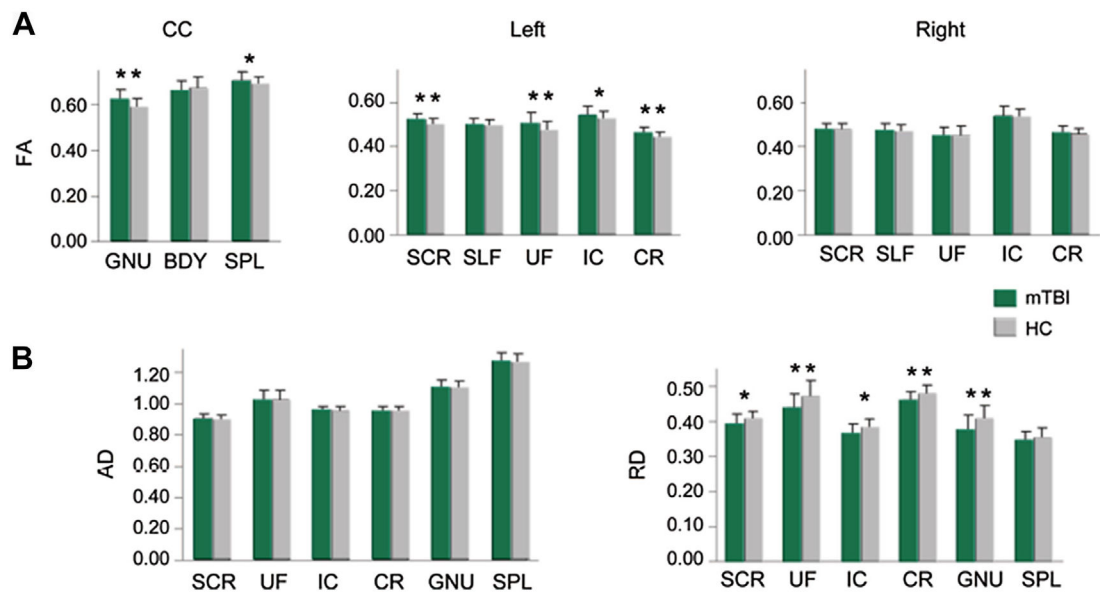 A
CC
Left
Right
FA
0.60
0.40
0.20
0.00
** *
GNU BDY SPL
0.60
0.40
0.20
0.00
** ** * **
SCR SLF UF IC CR
0.60
0.40
0.20
0.00
SCR SLF UF IC CR
mTBI
HC
B
AD
1.20
1.00
0.80
0.60
0.40
0.20
0.00
SCR UF IC CR GNU SPL
RD
0.50
0.40
0.30
0.20
0.10
0.00
* ** * ** **
SCR UF IC CR GNU SPL